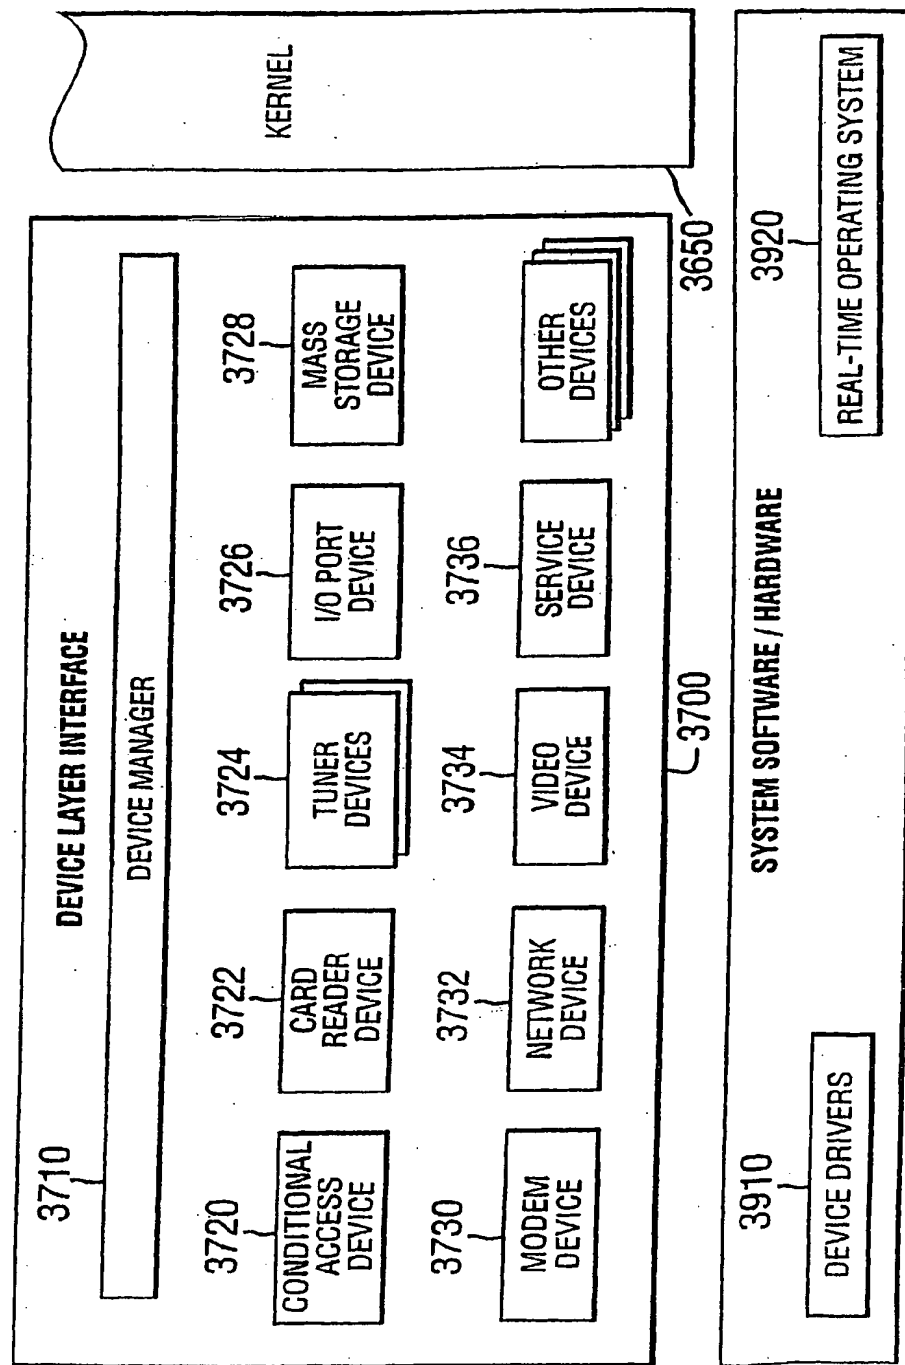 DEVICE LAYER INTERFACE
3710
DEVICE MANAGER
3720
CONDITIONAL
ACCESS
DEVICE
3722
CARD
READER
DEVICE
3724
TUNER
DEVICES
3726
I/O PORT
DEVICE
3728
MASS
STORAGE
DEVICE
3730
MODEM
DEVICE
3732
NETWORK
DEVICE
3734
VIDEO
DEVICE
3736
SERVICE
DEVICE
OTHER
DEVICES
3700
KERNEL
3650
SYSTEM SOFTWARE / HARDWARE
3910
DEVICE DRIVERS
3920
REAL-TIME OPERATING SYSTEM